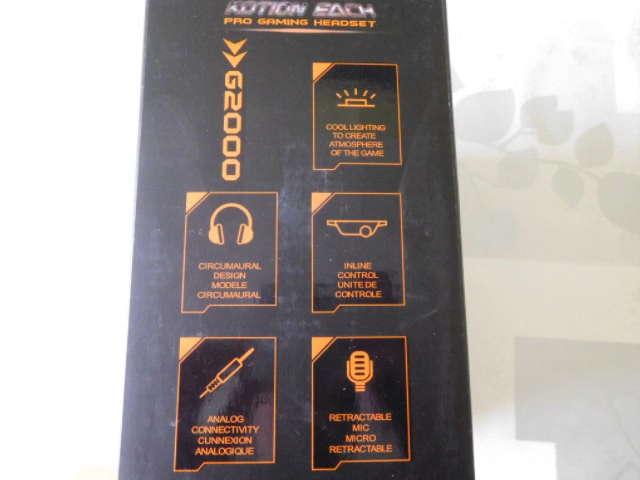 KOTION EACH
PRO GAMING HEADSET
G2000
COOL LIGHTING
TO CREATE
ATMOSPHERE
OF THE GAME
CIRCUMAURAL
DESIGN
MODELE
CIRCUMAURAL
INLINE
CONTROL
UNITE DE
CONTROLE
ANALOG
CONNECTIVITY
CUNNEXION
ANALOGIQUE
RETRACTABLE
MIC
MICRO
RETRACTABLE